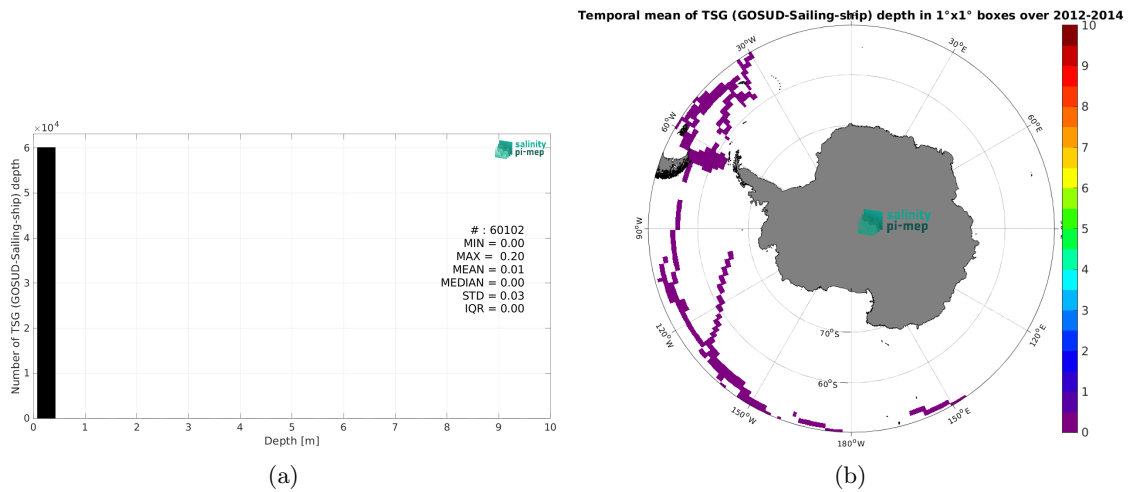 ×10⁴
6
5
4
3
2
1
0
Number of TSG (GOSUD-Sailing-ship) depth
salinity
pi-mep
# : 60102
MIN = 0.00
MAX = 0.20
MEAN = 0.01
MEDIAN = 0.00
STD = 0.03
IQR = 0.00
0 1 2 3 4 5 6 7 8 9 10
Depth [m]
(a)
Temporal mean of TSG (GOSUD-Sailing-ship) depth in 1°x1° boxes over 2012-2014
30°W
30°E
60°W
60°E
90°W
120°W
120°E
150°W
150°E
180°W
70°S
60°S
salinity
pi-mep
10
9
8
7
6
5
4
3
2
1
0
(b)